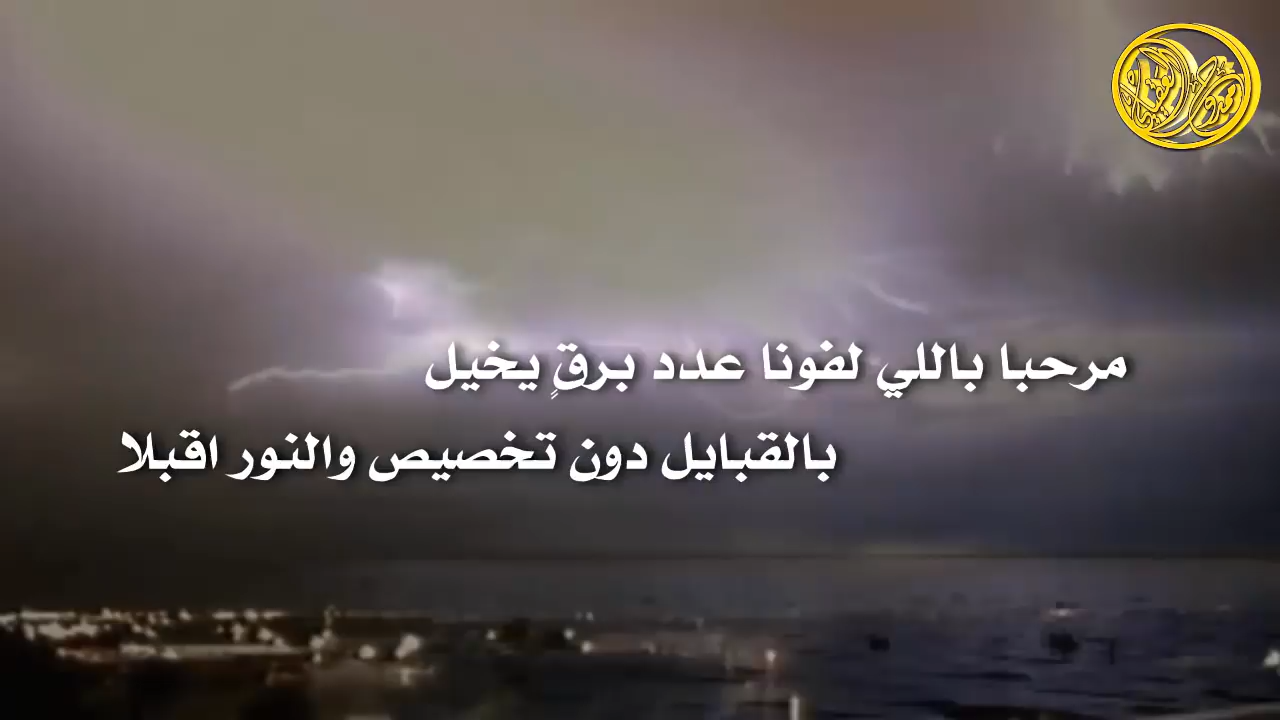 مرحبا باللي لفونا عدد برقٍ يخيل
بالقبايل دون تخصيص والنور اقبلا